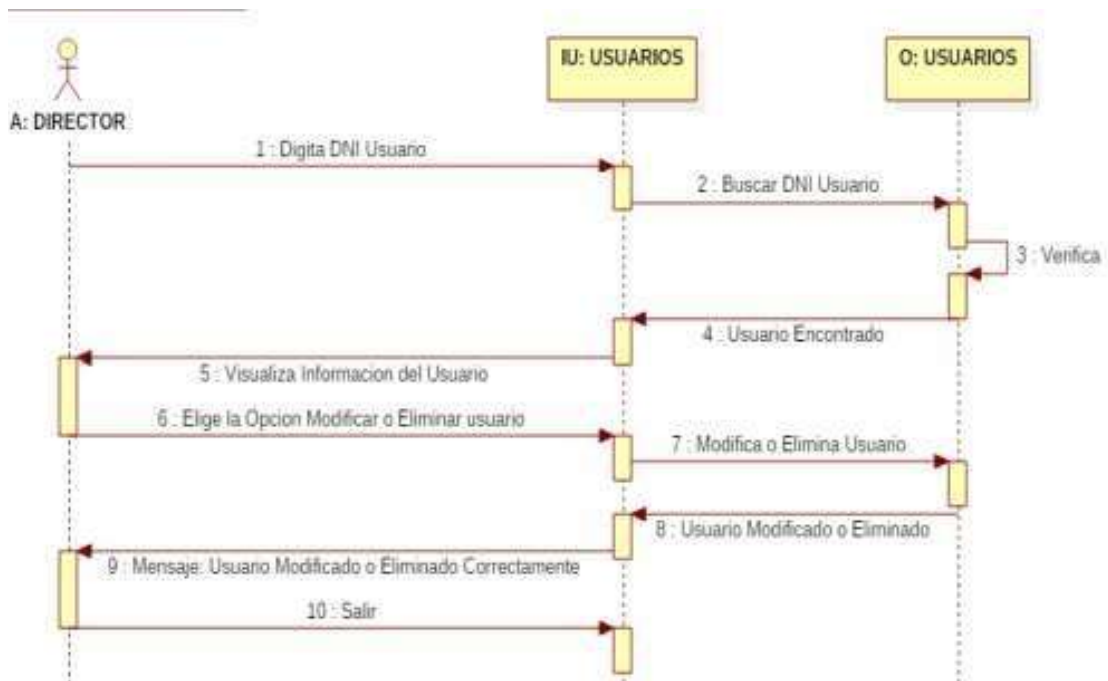 IU: USUARIOS
O: USUARIOS
A: DIRECTOR
1 : Digita DNI Usuario
2 : Buscar DNI Usuario
3 : Verifica
4 : Usuario Encontrado
5 : Visualiza Informacion del Usuario
6 : Elige la Opcion Modificar o Eliminar usuario
7 : Modifica o Elimina Usuario
8 : Usuario Modificado o Eliminado
9 : Mensaje: Usuario Modificado o Eliminado Correctamente
10 : Salir